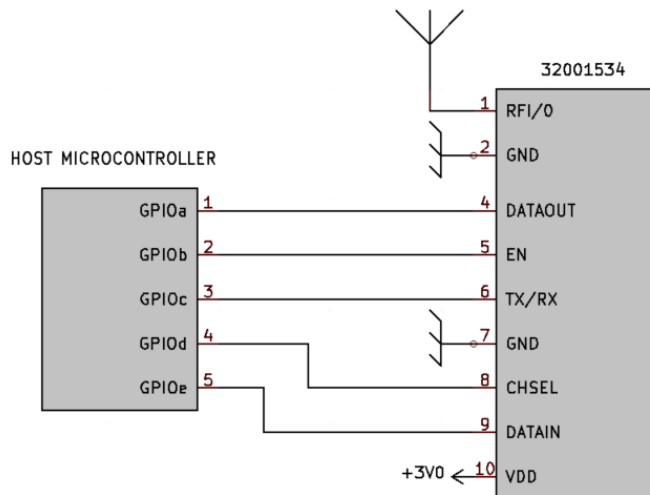 32001534
1 RFI/O
2 GND
HOST MICROCONTROLLER
GPIOa 1
4 DATAOUT
GPIOb 2
5 EN
GPIOc 3
6 TX/RX
GPIOd 4
7 GND
GPIOe 5
8 CHSEL
9 DATAIN
+3V0
10 VDD